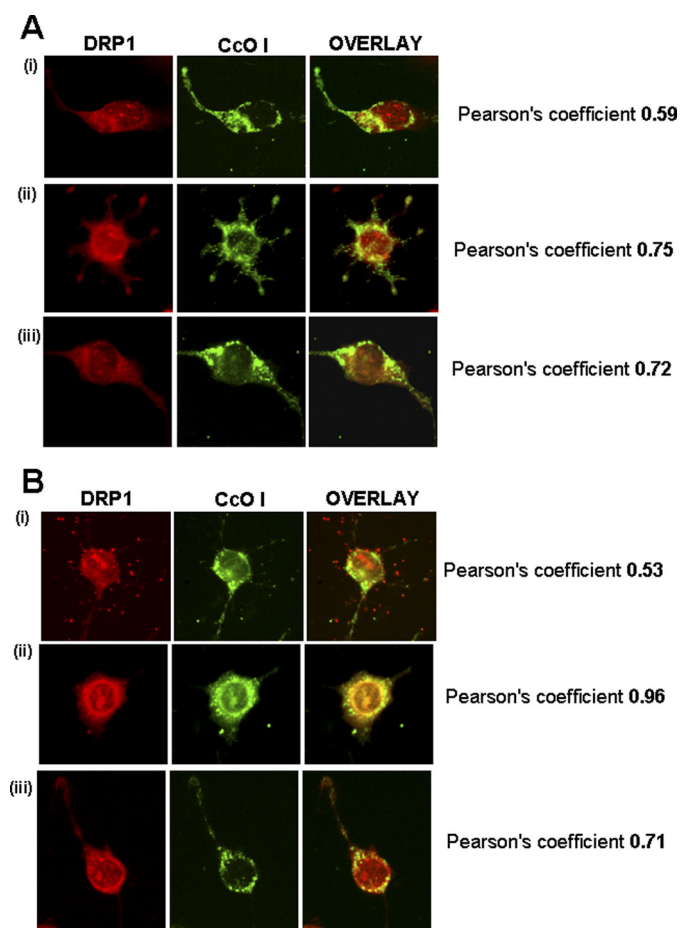 A
DRP1 CcO I OVERLAY
(i)
Pearson's coefficient 0.59
(ii)
Pearson's coefficient 0.75
(iii)
Pearson's coefficient 0.72
B
DRP1 CcO I OVERLAY
(i)
Pearson's coefficient 0.53
(ii)
Pearson's coefficient 0.96
(iii)
Pearson's coefficient 0.71